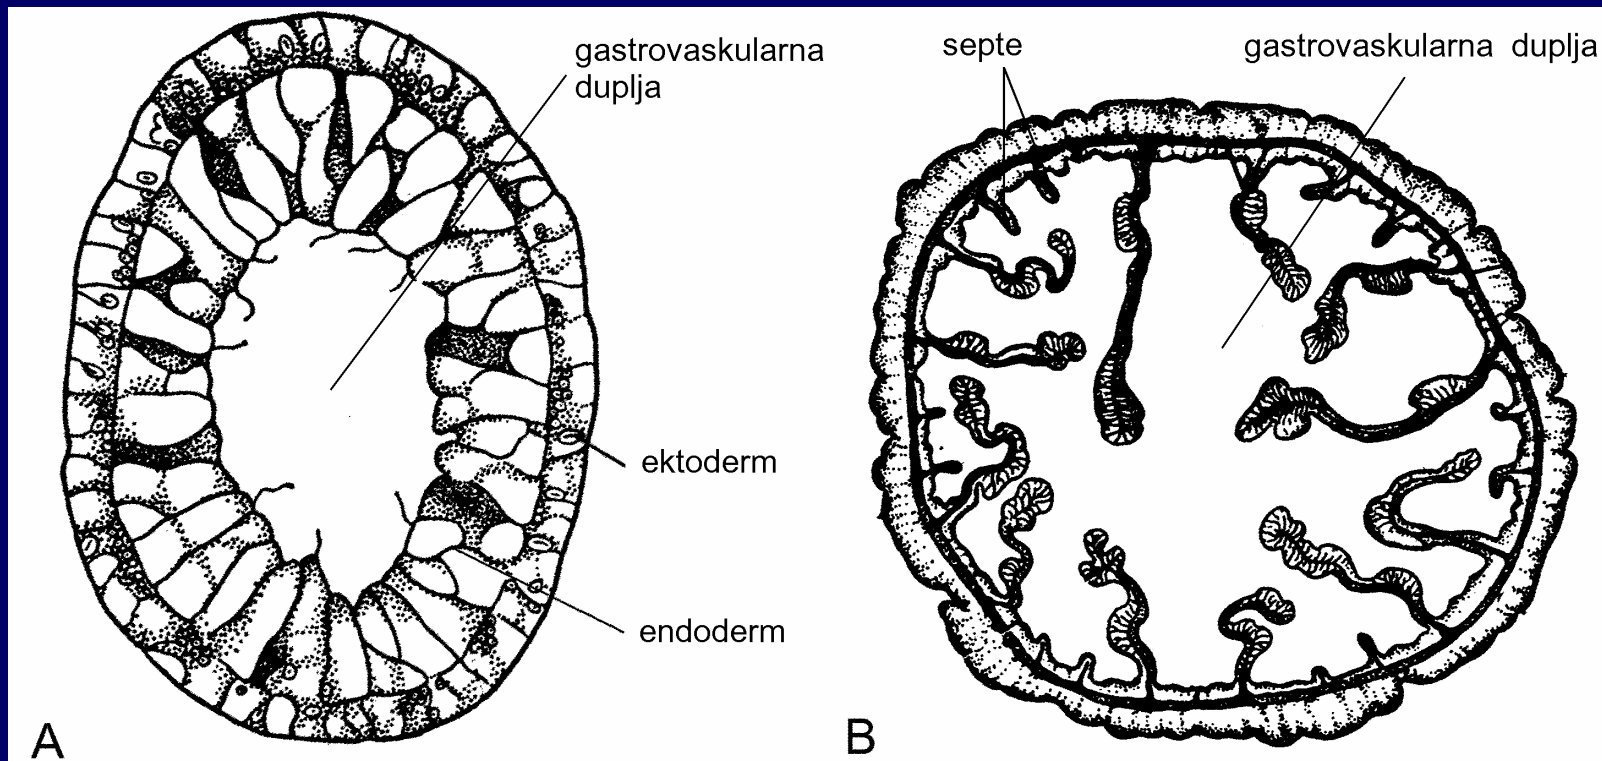 gastrovaskularna
duplja
septe
gastrovaskularna duplja
ektoderm
endoderm
A
B